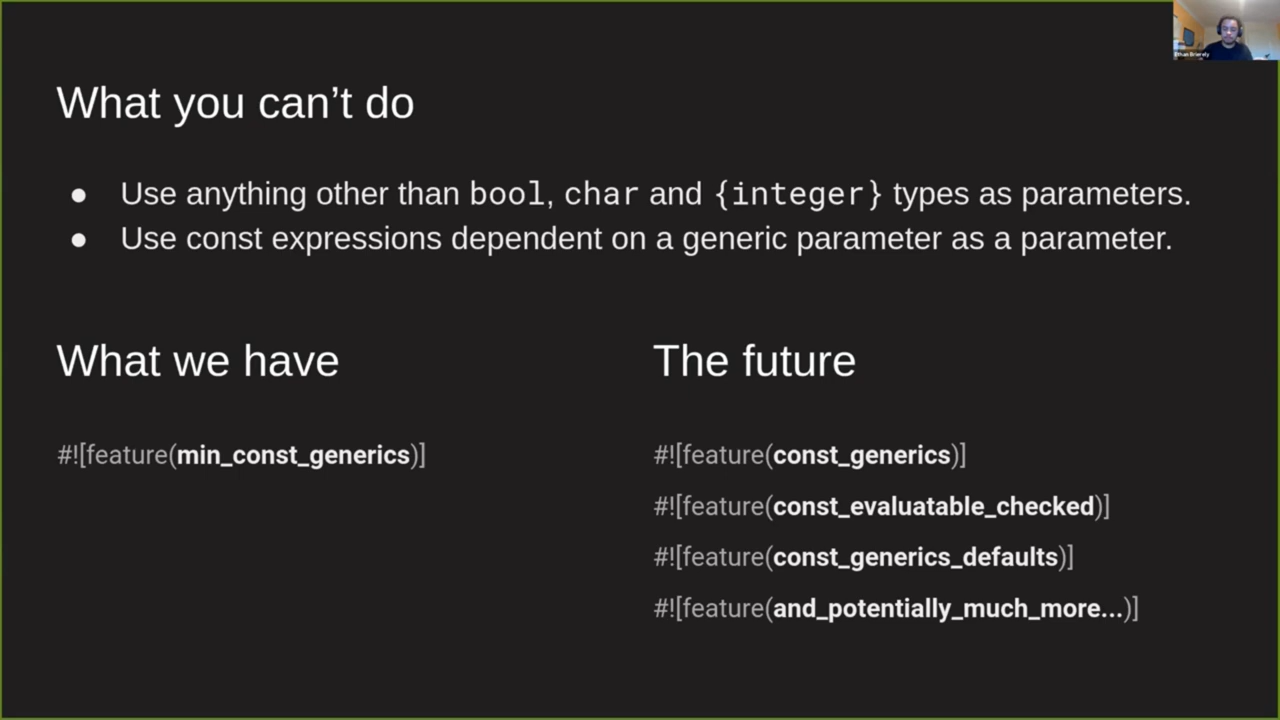 Ethan Brierely
What you can't do
● Use anything other than bool, char and {integer} types as parameters.
● Use const expressions dependent on a generic parameter as a parameter.
What we have
#![feature(min_const_generics)]
The future
#![feature(const_generics)]
#![feature(const_evaluatable_checked)]
#![feature(const_generics_defaults)]
#![feature(and_potentially_much_more...)]